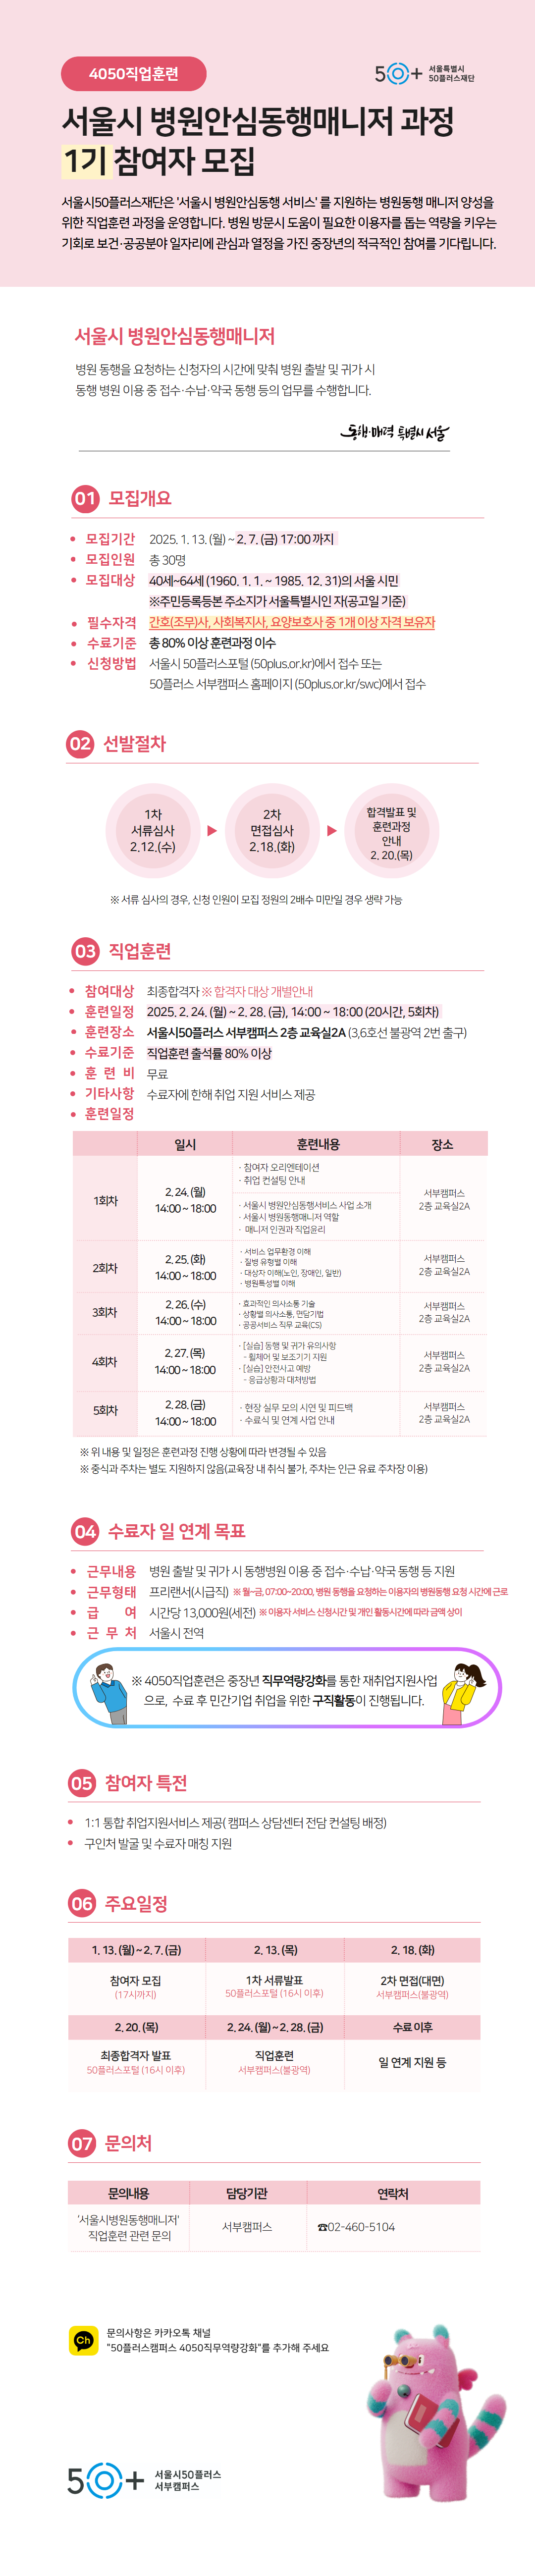 4050직업훈련
50+ 서울특별시
50플러스재단
서울시 병원안심동행매니저 과정
1기 참여자 모집
서울시50플러스재단은 '서울시 병원안심동행 서비스' 를 지원하는 병원동행 매니저 양성을
위한 직업훈련 과정을 운영합니다. 병원 방문시 도움이 필요한 이용자를 돕는 역량을 키우는
기회로 보건·공공분야 일자리에 관심과 열정을 가진 중장년의 적극적인 참여를 기다립니다.
서울시 병원안심동행매니저
병원 동행을 요청하는 신청자의 시간에 맞춰 병원 출발 및 귀가 시
동행 병원 이용 중 접수·수납·약국 동행 등의 업무를 수행합니다.
동행·매력 특별시 서울
01 모집개요
• 모집기간 2025. 1. 13. (월) ~ 2. 7. (금) 17:00 까지
• 모집인원 총 30명
• 모집대상 40세~64세 (1960. 1. 1. ~ 1985. 12. 31)의 서울 시민
※주민등록등본 주소지가 서울특별시인 자(공고일 기준)
• 필수자격 간호(조무)사, 사회복지사, 요양보호사 중 1개 이상 자격 보유자
• 수료기준 총 80% 이상 훈련과정 이수
• 신청방법 서울시 50플러스포털 (50plus.or.kr)에서 접수 또는
50플러스 서부캠퍼스 홈페이지 (50plus.or.kr/swc)에서 접수
02 선발절차
1차
서류심사
2.12.(수)
2차
면접심사
2.18.(화)
합격발표 및
훈련과정
안내
2. 20.(목)
※ 서류 심사의 경우, 신청 인원이 모집 정원의 2배수 미만일 경우 생략 가능
03 직업훈련
• 참여대상 최종합격자 ※ 합격자 대상 개별안내
• 훈련일정 2025. 2. 24. (월) ~ 2. 28. (금), 14:00 ~ 18:00 (20시간, 5회차)
• 훈련장소 서울시50플러스 서부캠퍼스 2층 교육실2A (3,6호선 불광역 2번 출구)
• 수료기준 직업훈련 출석률 80% 이상
• 훈 련 비 무료
• 기타사항 수료자에 한해 취업 지원 서비스 제공
• 훈련일정
일시 훈련내용 장소
1회차
2. 24. (월)
14:00 ~ 18:00
· 참여자 오리엔테이션
· 취업 컨설팅 안내
· 서울시 병원안심동행서비스 사업 소개
· 서울시 병원동행매니저 역할
· 매니저 인권과 직업윤리
서부캠퍼스
2층 교육실2A
2회차
2. 25. (화)
14:00 ~ 18:00
· 서비스 업무환경 이해
· 질병 유형별 이해
· 대상자 이해(노인, 장애인, 일반)
· 병원특성별 이해
서부캠퍼스
2층 교육실2A
3회차
2. 26. (수)
14:00 ~ 18:00
· 효과적인 의사소통 기술
· 상황별 의사소통, 면담기법
· 공공서비스 직무 교육(CS)
서부캠퍼스
2층 교육실2A
4회차
2. 27. (목)
14:00 ~ 18:00
· [실습] 동행 및 귀가 유의사항
- 휠체어 및 보조기기 지원
· [실습] 안전사고 예방
- 응급상황과 대처방법
서부캠퍼스
2층 교육실2A
5회차
2. 28. (금)
14:00 ~ 18:00
· 현장 실무 모의 시연 및 피드백
· 수료식 및 연계 사업 안내
서부캠퍼스
2층 교육실2A
※ 위 내용 및 일정은 훈련과정 진행 상황에 따라 변경될 수 있음
※ 중식과 주차는 별도 지원하지 않음(교육장 내 취식 불가, 주차는 인근 유료 주차장 이용)
04 수료자 일 연계 목표
• 근무내용 병원 출발 및 귀가 시 동행병원 이용 중 접수·수납·약국 동행 등 지원
• 근무형태 프리랜서(시급직) ※ 월~금, 07:00~20:00, 병원 동행을 요청하는 이용자의 병원동행 요청 시간에 근로
• 급 여 시간당 13,000원(세전) ※ 이용자 서비스 신청시간 및 개인 활동시간에 따라 금액 상이
• 근 무 처 서울시 전역
※ 4050직업훈련은 중장년 직무역량강화를 통한 재취업지원사업
으로, 수료 후 민간기업 취업을 위한 구직활동이 진행됩니다.
05 참여자 특전
• 1:1 통합 취업지원서비스 제공( 캠퍼스 상담센터 전담 컨설팅 배정)
• 구인처 발굴 및 수료자 매칭 지원
06 주요일정
1. 13. (월) ~ 2. 7. (금) 2. 13. (목) 2. 18. (화)
참여자 모집
(17시까지)
1차 서류발표
50플러스포털 (16시 이후)
2차 면접(대면)
서부캠퍼스(불광역)
2. 20. (목) 2. 24. (월) ~ 2. 28. (금) 수료 이후
최종합격자 발표
50플러스포털 (16시 이후)
직업훈련
서부캠퍼스(불광역)
일 연계 지원 등
07 문의처
문의내용 담당기관 연락처
'서울시병원동행매니저'
직업훈련 관련 문의
서부캠퍼스
☎02-460-5104
Ch
문의사항은 카카오톡 채널
"50플러스캠퍼스 4050직무역량강화"를 추가해 주세요
50+ 서울시50플러스
서부캠퍼스